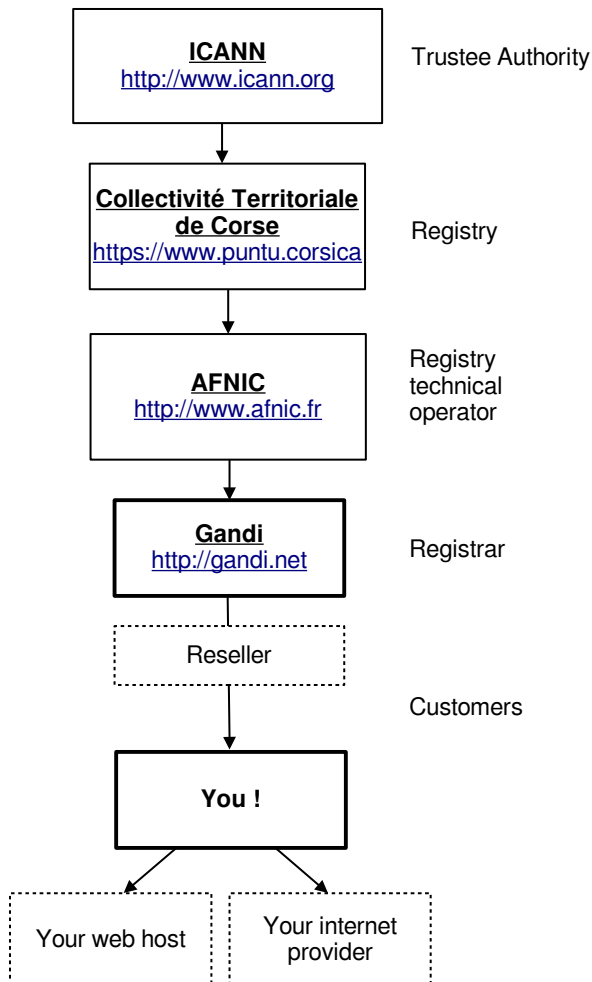 ICANN
http://www.icann.org
Trustee Authority
Collectivité Territoriale
de Corse
https://www.puntu.corsica
Registry
AFNIC
http://www.afnic.fr
Registry
technical
operator
Gandi
http://gandi.net
Registrar
Reseller
Customers
You !
Your web host
Your internet
provider